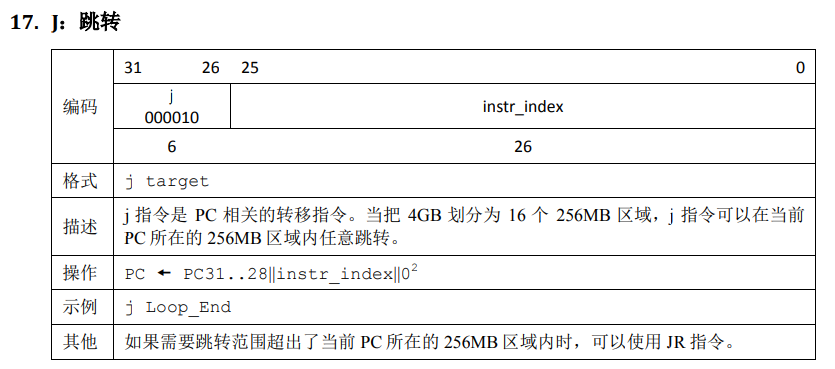 17. J：跳转
31 26 25 0
编码
j
000010
instr_index
6 26
格式 j target
描述 j 指令是 PC 相关的转移指令。当把 4GB 划分为 16 个 256MB 区域，j 指令可以在当前
PC 所在的 256MB 区域内任意跳转。
操作 PC ← PC31..28||instr_index||0²
示例 j Loop_End
其他 如果需要跳转范围超出了当前 PC 所在的 256MB 区域内时，可以使用 JR 指令。